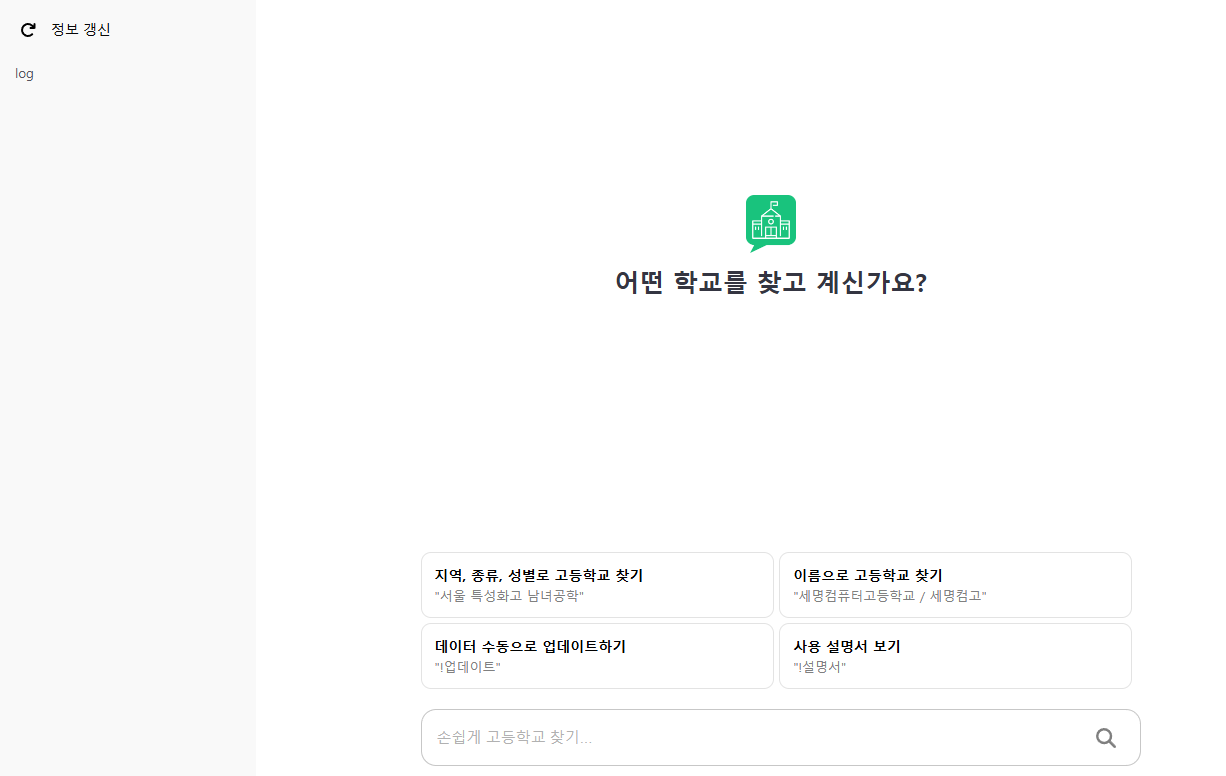 정보 갱신
log
어떤 학교를 찾고 계신가요?
지역, 종류, 성별로 고등학교 찾기
"서울 특성화고 남녀공학"
이름으로 고등학교 찾기
"세명컴퓨터고등학교 / 세명컴고"
데이터 수동으로 업데이트하기
"!업데이트"
사용 설명서 보기
"!설명서"
손쉽게 고등학교 찾기...